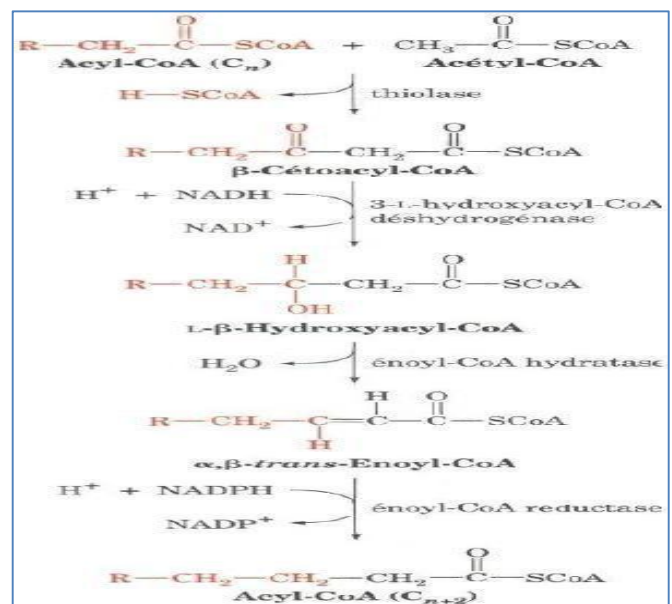 O O
R—CH₂—C—SCoA + CH₃—C—SCoA
Acyl-CoA (Cₙ) Acétyl-CoA
H—SCoA thiolase
O O
R—CH₂—C—CH₂—C—SCoA
β-Cétoacyl-CoA
H⁺ + NADH
3-L-hydroxyacyl-CoA
déshydrogénase
NAD⁺
H O
R—CH₂—C—CH₂—C—SCoA
OH
L-β-Hydroxyacyl-CoA
H₂O énoyl-CoA hydratase
H O
R—CH₂—C=C—C—SCoA
H
α,β-trans-Enoyl-CoA
H⁺ + NADPH
énoyl-CoA reductase
NADP⁺
O
R—CH₂—CH₂—CH₂—C—SCoA
Acyl-CoA (Cₙ₊₂)